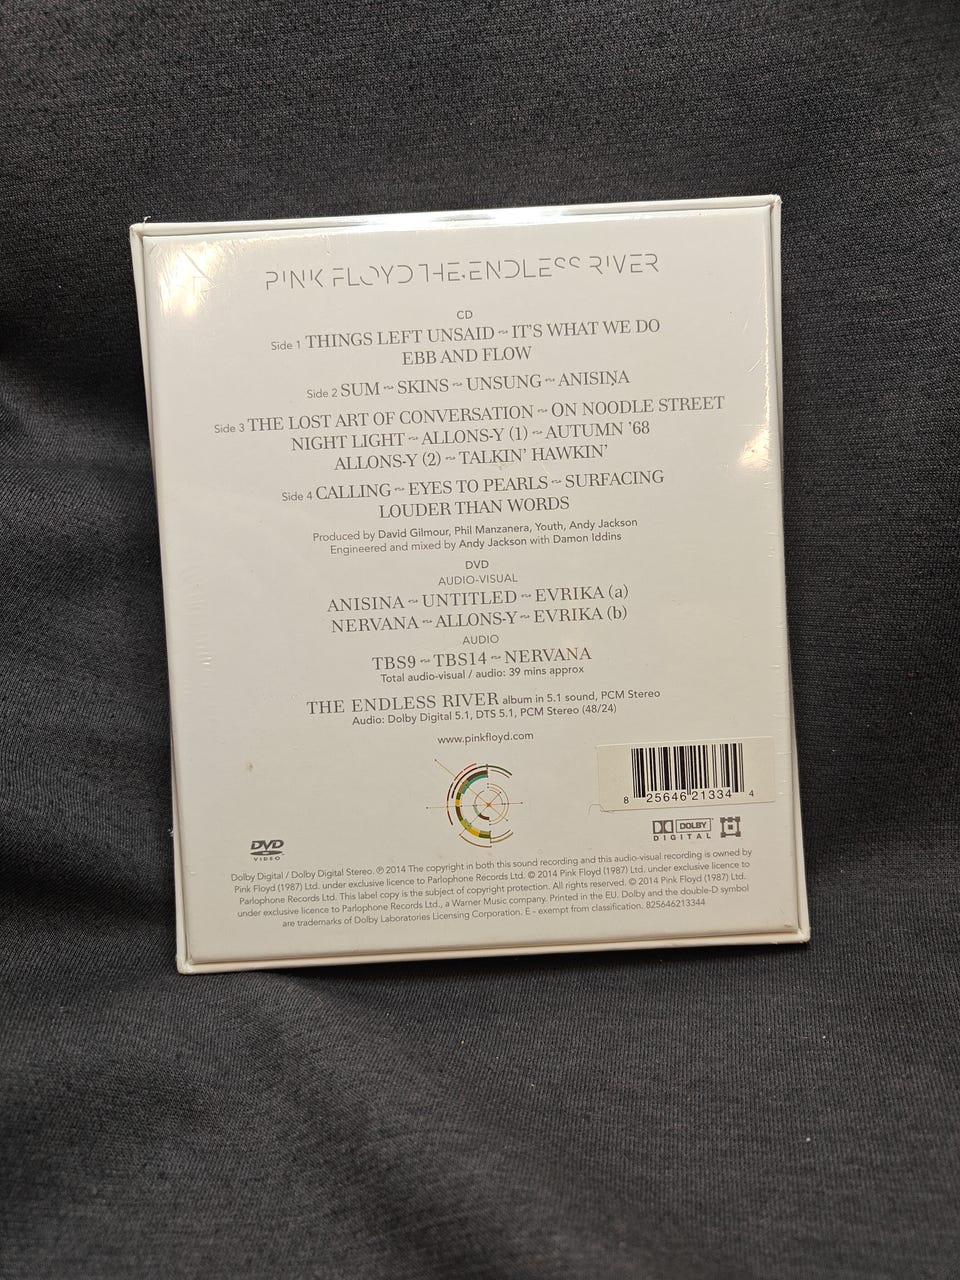 PINK FLOYD THE ENDLESS RIVER
CD
Side 1 THINGS LEFT UNSAID ~ IT'S WHAT WE DO
EBB AND FLOW
Side 2 SUM ~ SKINS ~ UNSUNG ~ ANISINA
Side 3 THE LOST ART OF CONVERSATION ~ ON NOODLE STREET
NIGHT LIGHT ~ ALLONS-Y (1) ~ AUTUMN '68
ALLONS-Y (2) ~ TALKIN' HAWKIN'
Side 4 CALLING ~ EYES TO PEARLS ~ SURFACING
LOUDER THAN WORDS
Produced by David Gilmour, Phil Manzanera, Youth, Andy Jackson
Engineered and mixed by Andy Jackson with Damon Iddins
DVD
AUDIO-VISUAL
ANISINA ~ UNTITLED ~ EVRIKA (a)
NERVANA ~ ALLONS-Y ~ EVRIKA (b)
AUDIO
TBS9 ~ TBS14 ~ NERVANA
Total audio-visual / audio: 39 mins approx
THE ENDLESS RIVER album in 5.1 sound, PCM Stereo
Audio: Dolby Digital 5.1, DTS 5.1, PCM Stereo (48/24)
www.pinkfloyd.com
8 25646 21334 4
DVD
VIDEO
DOLBY
DIGITAL
Dolby Digital / Dolby Digital Stereo. ℗ 2014 The copyright in both this sound recording and this audio-visual recording is owned by
Pink Floyd (1987) Ltd. under exclusive licence to Parlophone Records Ltd. © 2014 Pink Floyd (1987) Ltd. under exclusive licence to
Parlophone Records Ltd. This label copy is the subject of copyright protection. All rights reserved. © 2014 Pink Floyd (1987) Ltd.
under exclusive licence to Parlophone Records Ltd., a Warner Music company. Printed in the EU. Dolby and the double-D symbol
are trademarks of Dolby Laboratories Licensing Corporation. E - exempt from classification. 825646213344